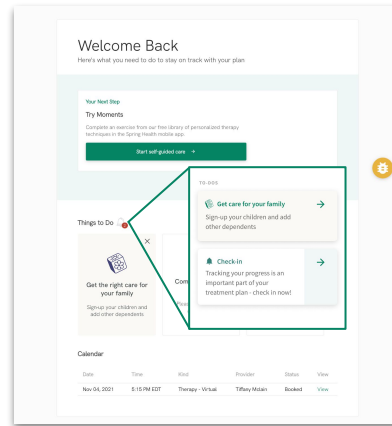 Welcome Back
Here's what you need to do to stay on track with your plan
Your Next Step
Try Moments
Complete an exercise from our free library of personalized therapy
techniques in the Spring Health mobile app.
Start self-guided care →
Things to Do
TO-DOS
Get care for your family →
Sign-up your children and add
other dependents
Check-in →
Tracking your progress is an
important part of your
treatment plan - check in now!
Get the right care for
your family
Sign-up your children and
add other dependents
Com
Calendar
Date Time Kind Provider Status View
Nov 04, 2021 5:15 PM EDT Therapy - Virtual Tiffany Mclain Booked View